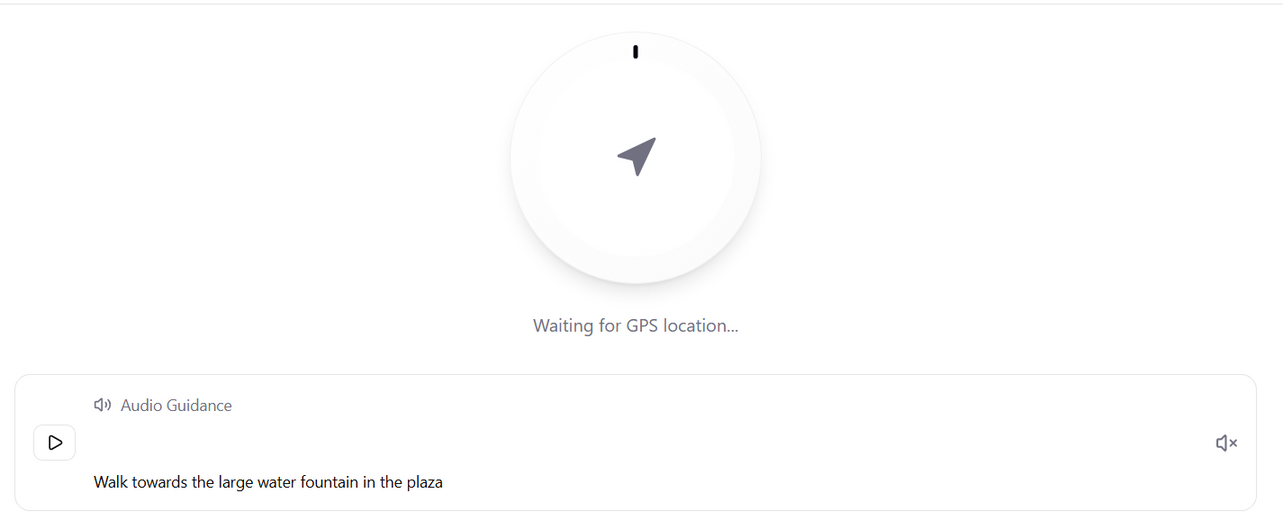 Waiting for GPS location...
Audio Guidance
Walk towards the large water fountain in the plaza